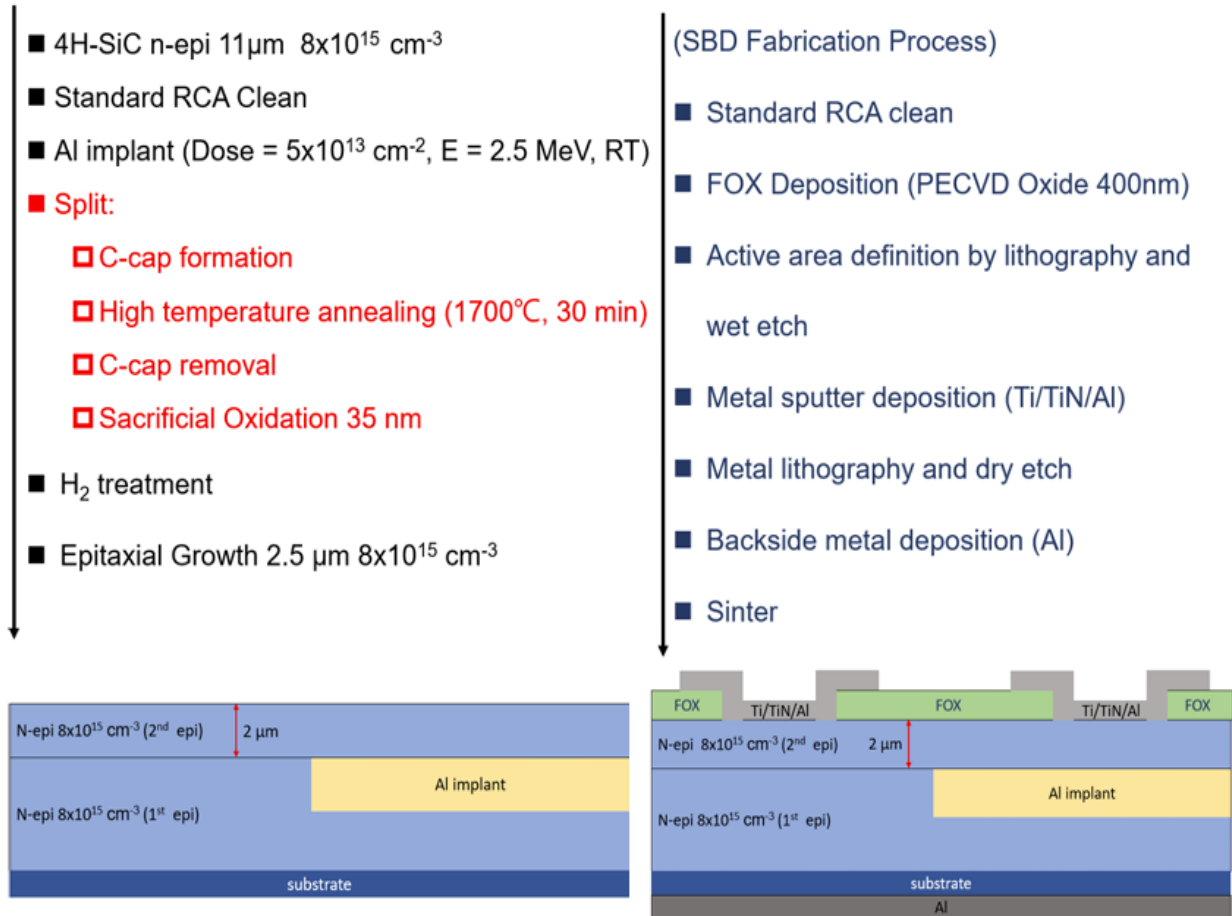 ■ 4H-SiC n-epi 11μm 8x10¹⁵ cm⁻³
■ Standard RCA Clean
■ Al implant (Dose = 5x10¹³ cm⁻², E = 2.5 MeV, RT)
■ Split:
C-cap formation
High temperature annealing (1700℃, 30 min)
C-cap removal
Sacrificial Oxidation 35 nm
■ H₂ treatment
■ Epitaxial Growth 2.5 μm 8x10¹⁵ cm⁻³
N-epi 8x10¹⁵ cm⁻³ (2ⁿᵈ epi)
2 μm
Al implant
N-epi 8x10¹⁵ cm⁻³ (1ˢᵗ epi)
substrate
(SBD Fabrication Process)
■ Standard RCA clean
■ FOX Deposition (PECVD Oxide 400nm)
■ Active area definition by lithography and
wet etch
■ Metal sputter deposition (Ti/TiN/Al)
■ Metal lithography and dry etch
■ Backside metal deposition (Al)
■ Sinter
FOX
Ti/TiN/Al
FOX
Ti/TiN/Al
FOX
N-epi 8x10¹⁵ cm⁻³ (2ⁿᵈ epi)
2 μm
Al implant
N-epi 8x10¹⁵ cm⁻³ (1ˢᵗ epi)
substrate
Al